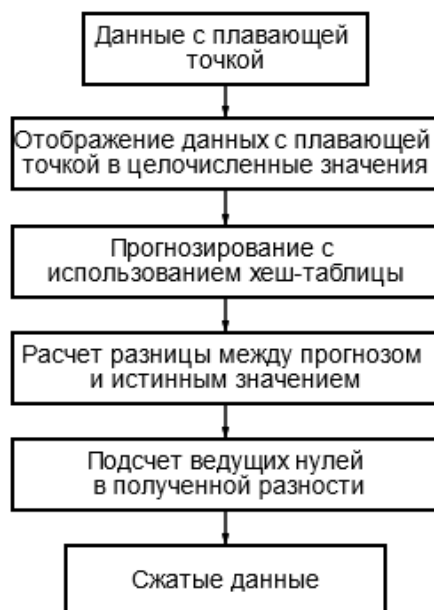 Данные с плавающей
точкой
Отображение данных с плавающей
точкой в целочисленные значения
Прогнозирование с
использованием хеш-таблицы
Расчет разницы между прогнозом
и истинным значением
Подсчет ведущих нулей
в полученной разности
Сжатые данные